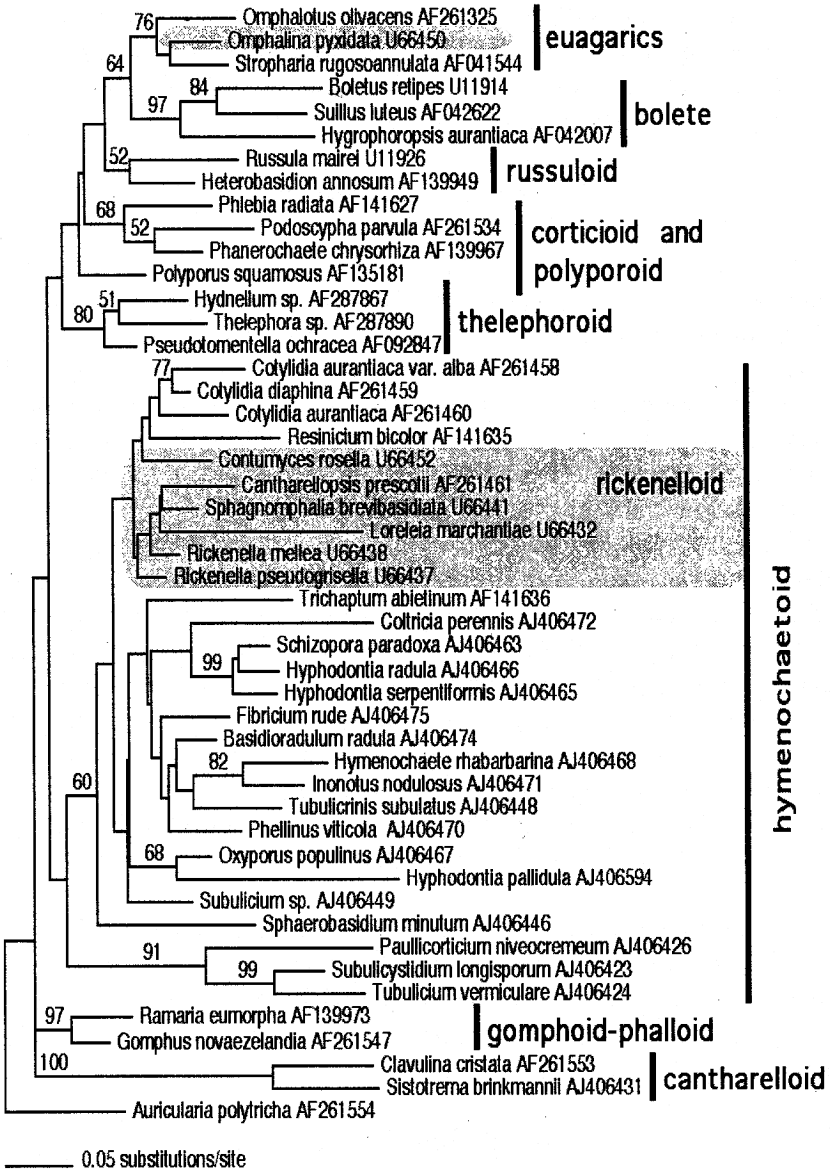 76
Omphalotus olivacens AF261325
Omphalina pyxidata U66450
euagarics
64
Stropharia rugosoannulata AF041544
84
Boletus retipes U11914
97
Suillus luteus AF042622
bolete
Hygrophoropsis aurantiaca AF042007
52
Russula mairei U11926
russuloid
Heterobasidion annosum AF139949
68
Phlebia radiata AF141627
52
Podoscypha parvula AF261534
corticioid and
Phanerochaete chrysorhiza AF139967
polyporoid
Polyporus squamosus AF135181
51
Hydnellum sp. AF287867
80
Thelephora sp. AF287890
thelephoroid
Pseudotomentella ochracea AF092847
77
Cotylidia aurantiaca var. alba AF261458
Cotylidia diaphina AF261459
Cotylidia aurantiaca AF261460
Resinicium bicolor AF141635
Contumyces rosella U66452
Cantharellopsis prescotii AF261461
rickenelloid
Sphagnomphalia brevibasidiata U66441
Loreleia marchantiae U66432
Rickenella mellea U66438
Rickenella pseudogrisella U66437
Trichaptum abietinum AF141636
hymenochaetoid
Coltricia perennis AJ406472
Schizopora paradoxa AJ406463
99
Hyphodontia radula AJ406466
Hyphodontia serpentiformis AJ406465
Fibricium rude AJ406475
Basidioradulum radula AJ406474
82
Hymenochaele rhabarbarina AJ406468
60
Inonotus nodulosus AJ406471
Tubulicrinis subulatus AJ406448
Phellinus viticola AJ406470
68
Oxyporus populinus AJ406467
Hyphodontia pallidula AJ406594
Subulicium sp. AJ406449
Sphaerobasidium minutum AJ406446
91
Paullicorticium niveocremeum AJ406426
99
Subulicystidium longisporum AJ406423
Tubulicium vermiculare AJ406424
97
Ramaria eumorpha AF139973
gomphoid-phalloid
Gomphus novaezelandia AF261547
100
Clavulina cristata AF261553
cantharelloid
Sistotrema brinkmannii AJ406431
Auricularia polytricha AF261554
0.05 substitutions/site